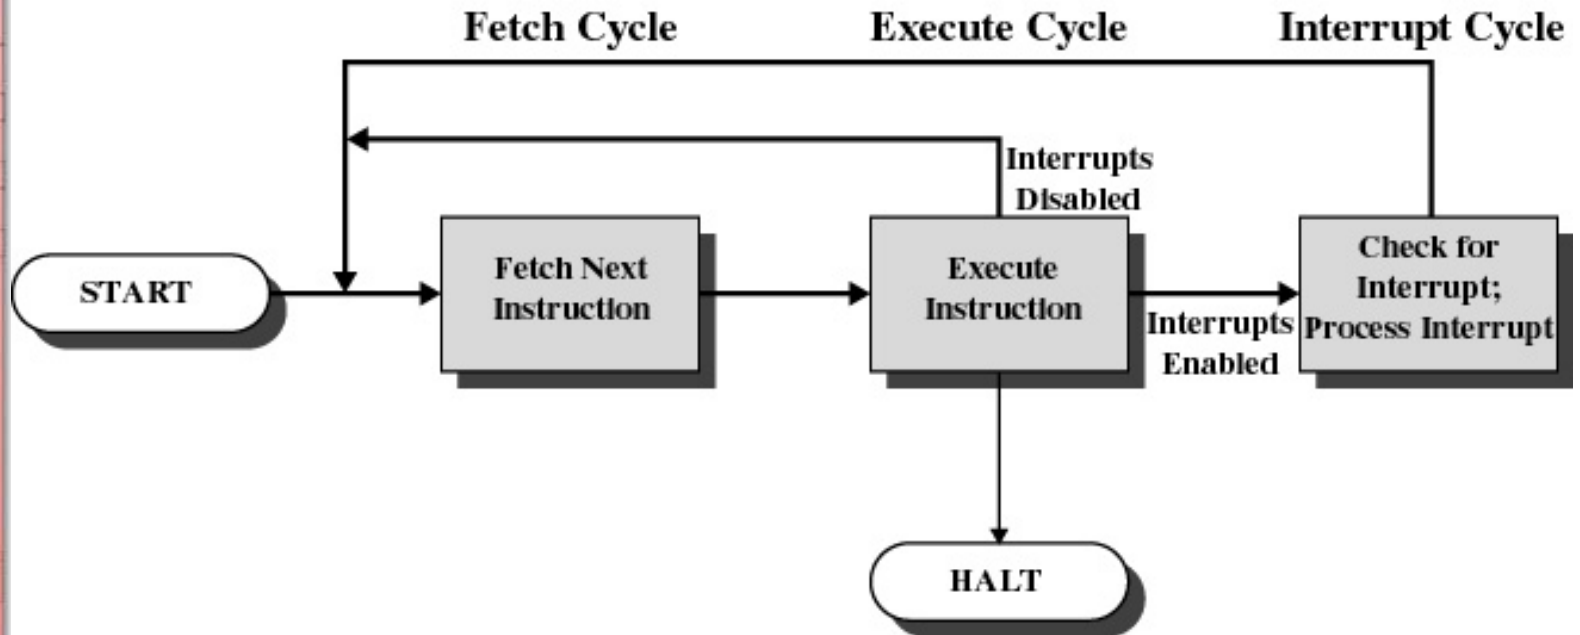 Fetch Cycle
Execute Cycle
Interrupt Cycle
Interrupts
Disabled
START
Fetch Next
Instruction
Execute
Instruction
Interrupts
Enabled
Check for
Interrupt;
Process Interrupt
HALT